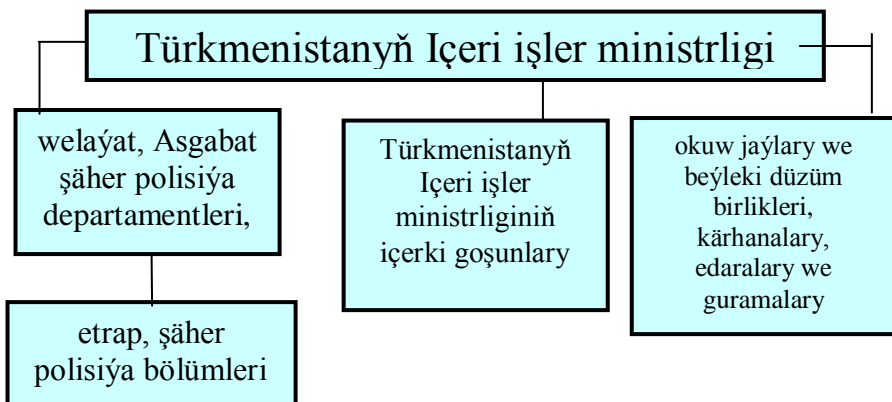 Türkmenistanyň Içeri işler ministrligi
welaýat, Asgabat
şäher polisiýa
departamentleri,
Türkmenistanyň
Içeri işler
ministrliginiň
içerki goşunlary
okuw jaýlary we
beýleki düzüm
birlikleri,
kärhanalary,
edaralary we
guramalary
etrap, şäher
polisiýa bölümleri